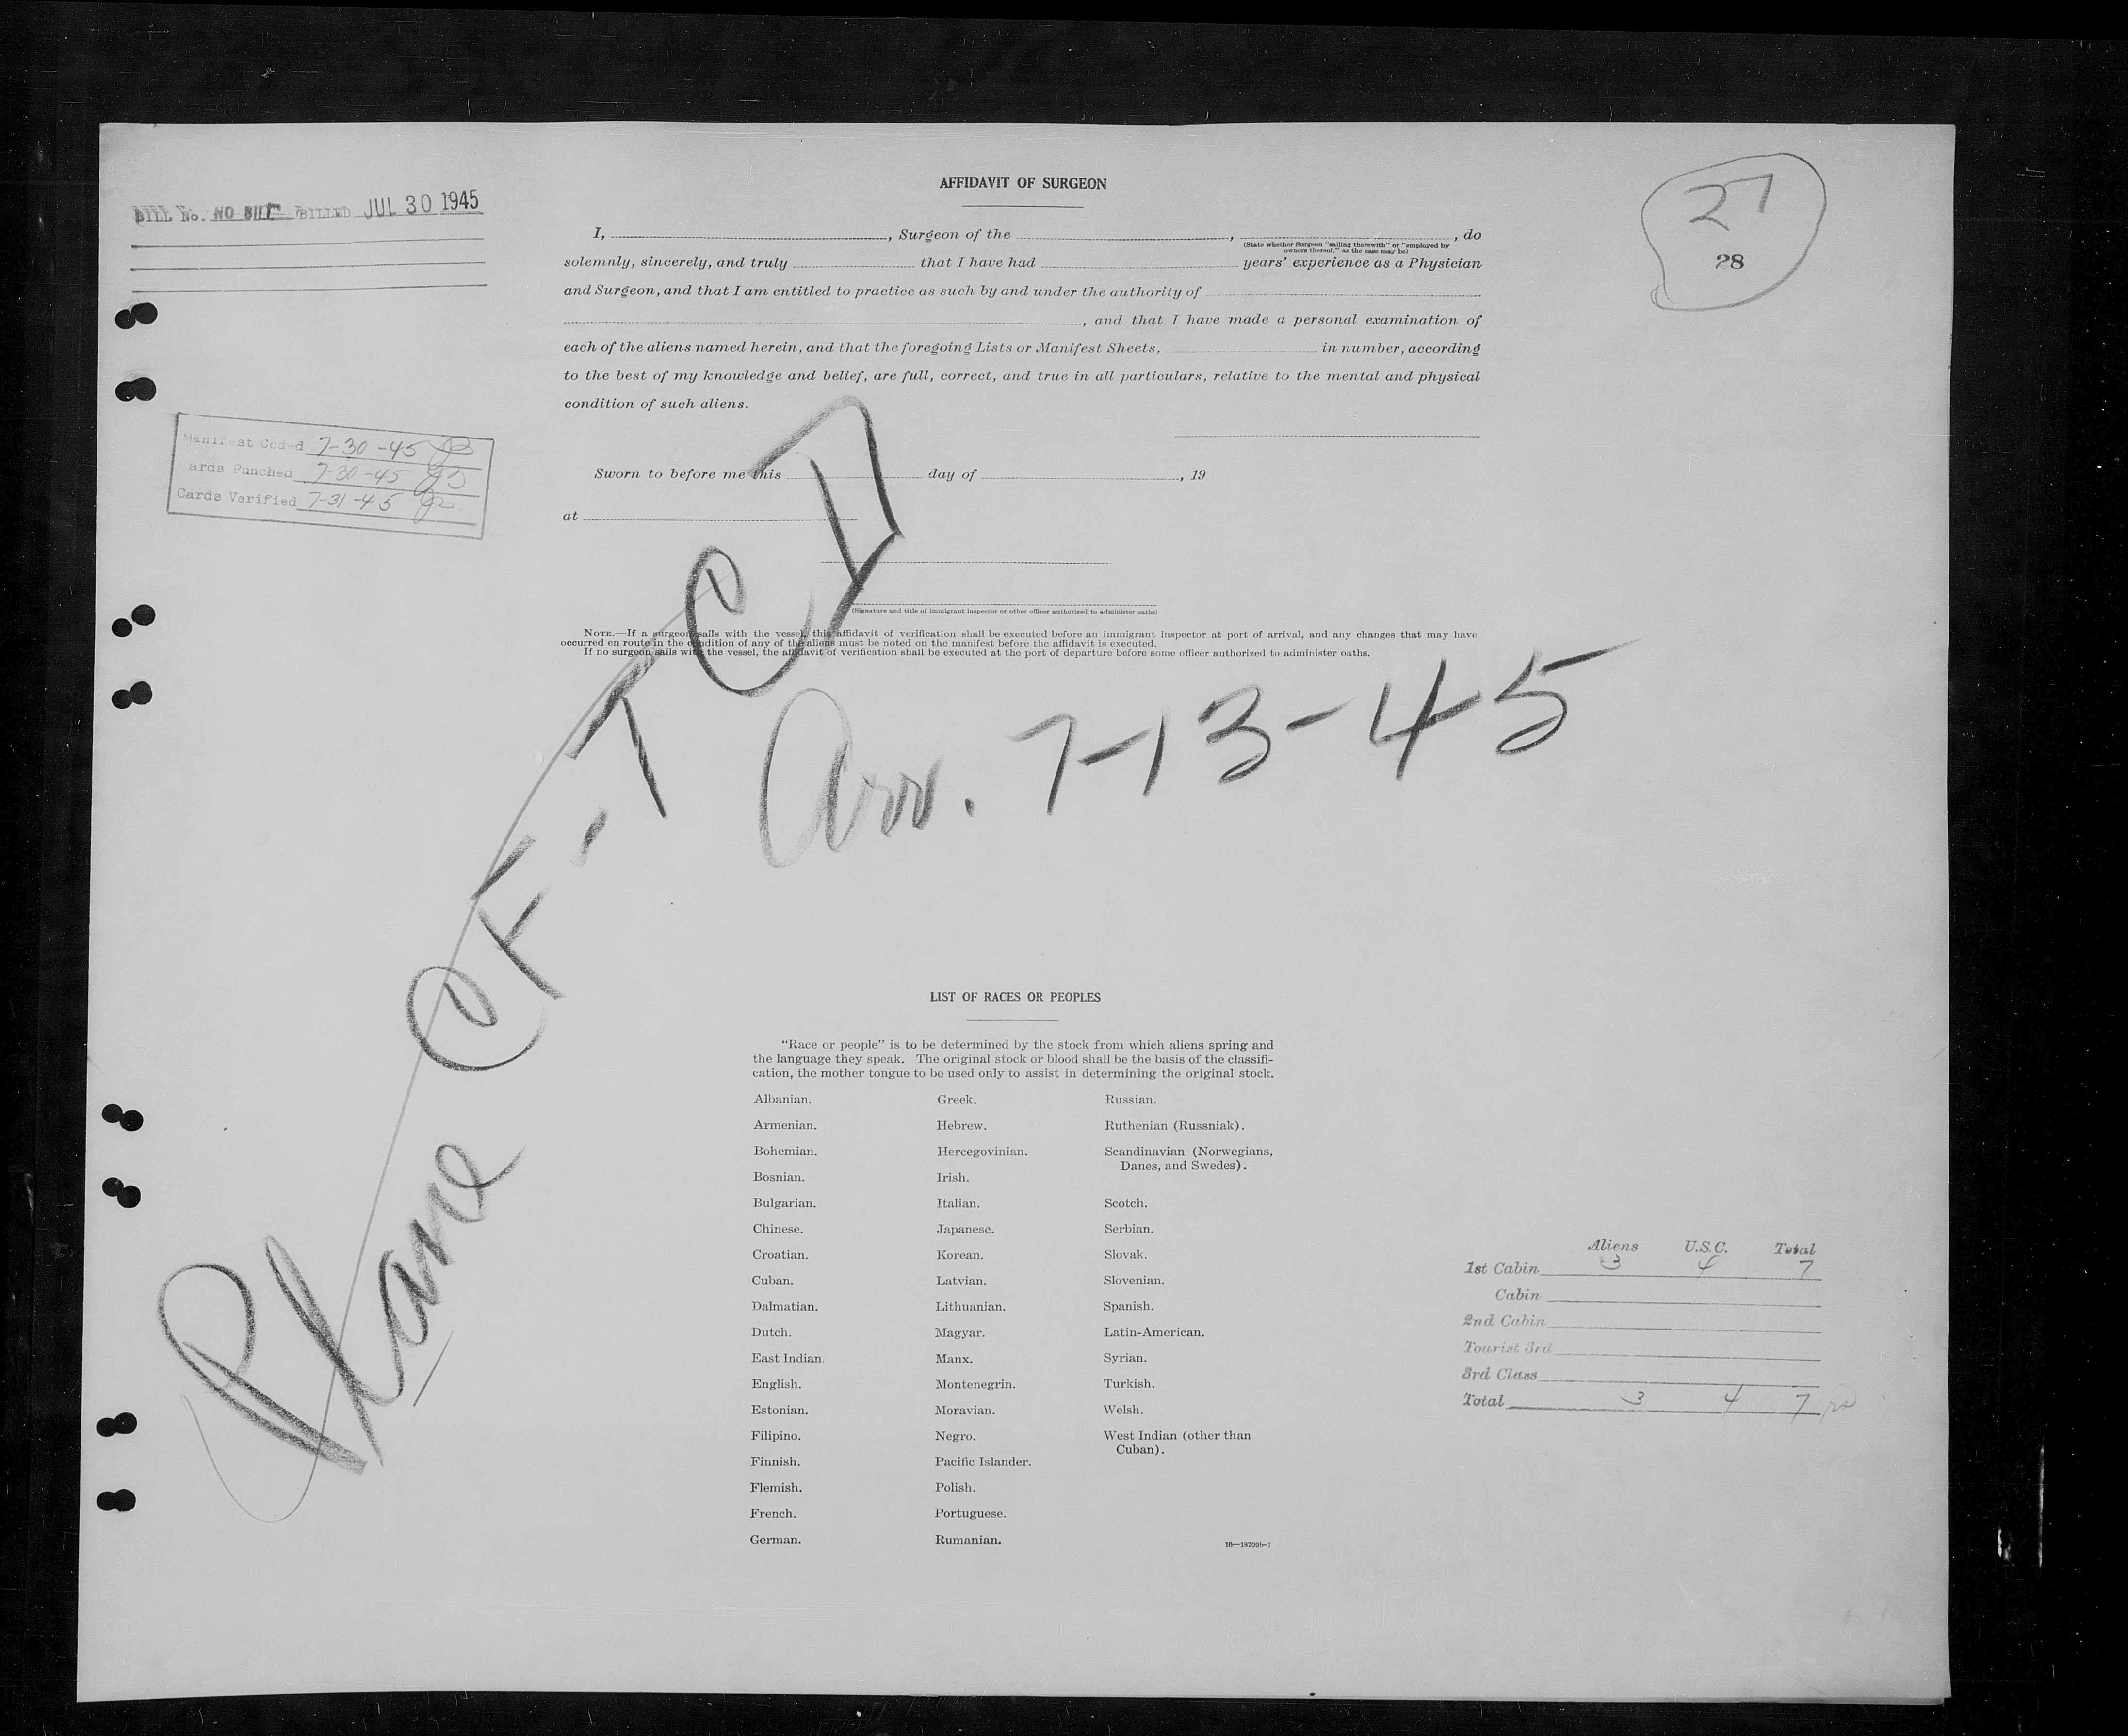 AFFIDAVIT OF SURGEON
27
28
BILL No. NO BILL BILLED JUL 30 1945
I, , Surgeon of the , , do
(State whether Surgeon "sailing therewith" or "employed by
owners thereof," as the case may be)
solemnly, sincerely, and truly that I have had years' experience as a Physician
and Surgeon, and that I am entitled to practice as such by and under the authority of
, and that I have made a personal examination of
each of the aliens named herein, and that the foregoing Lists or Manifest Sheets, in number, according
to the best of my knowledge and belief, are full, correct, and true in all particulars, relative to the mental and physical
condition of such aliens.
Manifest Coded 7-30-45
ards Punched 7-30-45
Cards Verified 7-31-45
Sworn to before me this day of , 19
at
(Signature and title of immigrant inspector or other officer authorized to administer oaths)
NOTE.—If a surgeon sails with the vessel, this affidavit of verification shall be executed before an immigrant inspector at port of arrival, and any changes that may have
occurred en route in the condition of any of the aliens must be noted on the manifest before the affidavit is executed.
If no surgeon sails with the vessel, the affidavit of verification shall be executed at the port of departure before some officer authorized to administer oaths.
Plane CF-TCD
Arr. 7-13-45
LIST OF RACES OR PEOPLES
"Race or people" is to be determined by the stock from which aliens spring and
the language they speak. The original stock or blood shall be the basis of the classifi-
cation, the mother tongue to be used only to assist in determining the original stock.
Albanian. Greek. Russian.
Armenian. Hebrew. Ruthenian (Russniak).
Bohemian. Hercegovinian. Scandinavian (Norwegians,
Danes, and Swedes).
Bosnian. Irish.
Bulgarian. Italian. Scotch.
Chinese. Japanese. Serbian.
Croatian. Korean. Slovak.
Cuban. Latvian. Slovenian.
Dalmatian. Lithuanian. Spanish.
Dutch. Magyar. Latin-American.
East Indian. Manx. Syrian.
English. Montenegrin. Turkish.
Estonian. Moravian. Welsh.
Filipino. Negro. West Indian (other than
Cuban).
Finnish. Pacific Islander.
Flemish. Polish.
French. Portuguese.
German. Rumanian.
16—18709b-1
Aliens U.S.C. Total
1st Cabin 3 4 7
Cabin
2nd Cabin
Tourist 3rd
3rd Class
Total 3 4 7